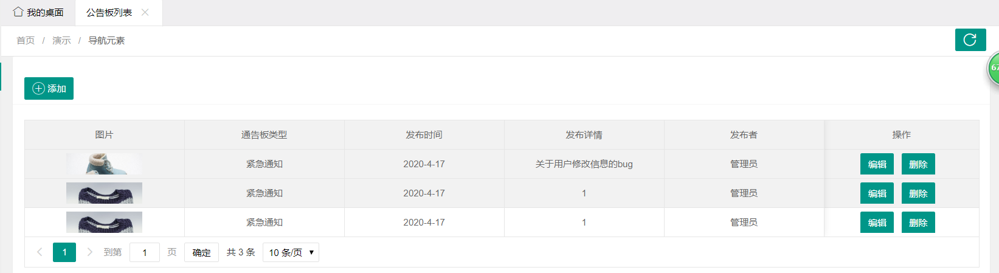 我的桌面 公告板列表
首页 / 演示 / 导航元素
67
添加
图片 通告板类型 发布时间 发布详情 发布者 操作
紧急通知 2020-4-17 关于用户修改信息的bug 管理员 编辑 删除
紧急通知 2020-4-17 1 管理员 编辑 删除
紧急通知 2020-4-17 1 管理员 编辑 删除
1 到第 1 页 确定 共 3 条 10 条/页